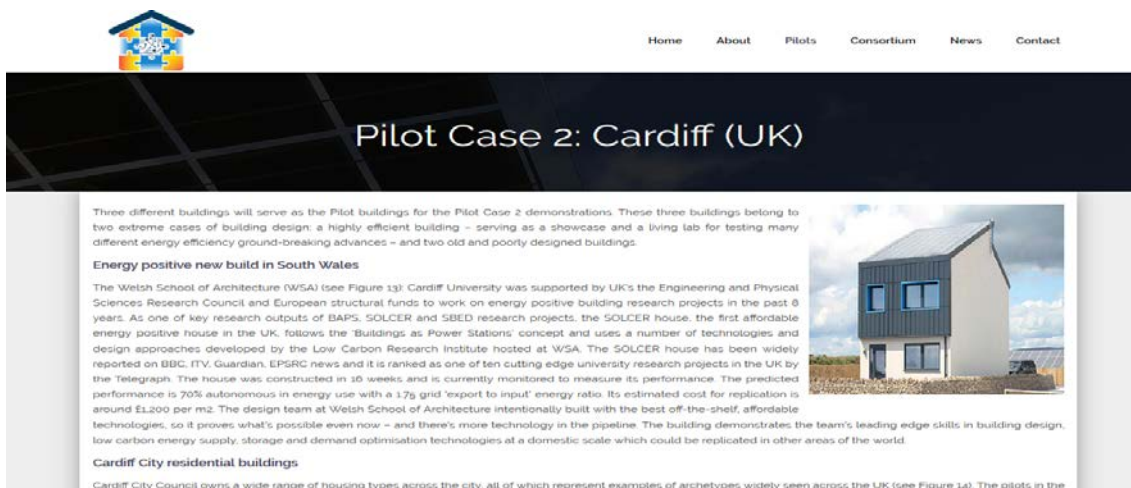 Home About Pilots Consortium News Contact
Pilot Case 2: Cardiff (UK)
Three different buildings will serve as the Pilot buildings for the Pilot Case 2 demonstrations. These three buildings belong to
two extreme cases of building design: a highly efficient building – serving as a showcase and a living lab for testing many
different energy efficiency ground-breaking advances – and two old and poorly designed buildings.
Energy positive new build in South Wales
The Welsh School of Architecture (WSA) (see Figure 13): Cardiff University was supported by UK's the Engineering and Physical
Sciences Research Council and European structural funds to work on energy positive building research projects in the past 8
years. As one of key research outputs of BAPS, SOLCER and SBED research projects, the SOLCER house, the first affordable
energy positive house in the UK, follows the 'Buildings as Power Stations' concept and uses a number of technologies and
design approaches developed by the Low Carbon Research Institute hosted at WSA. The SOLCER house has been widely
reported on BBC, ITV, Guardian, EPSRC news and it is ranked as one of ten cutting edge university research projects in the UK by
the Telegraph. The house was constructed in 16 weeks and is currently monitored to measure its performance. The predicted
performance is 70% autonomous in energy use with a 1.75 grid 'export to input' energy ratio. Its estimated cost for replication is
around £1,200 per m2. The design team at Welsh School of Architecture intentionally built with the best off-the-shelf, affordable
technologies, so it proves what's possible even now – and there's more technology in the pipeline. The building demonstrates the team's leading edge skills in building design,
low carbon energy supply, storage and demand optimisation technologies at a domestic scale which could be replicated in other areas of the world.
Cardiff City residential buildings
Cardiff City Council owns a wide range of housing types across the city, all of which represent examples of archetypes widely seen across the UK (see Figure 14). The pilots in the